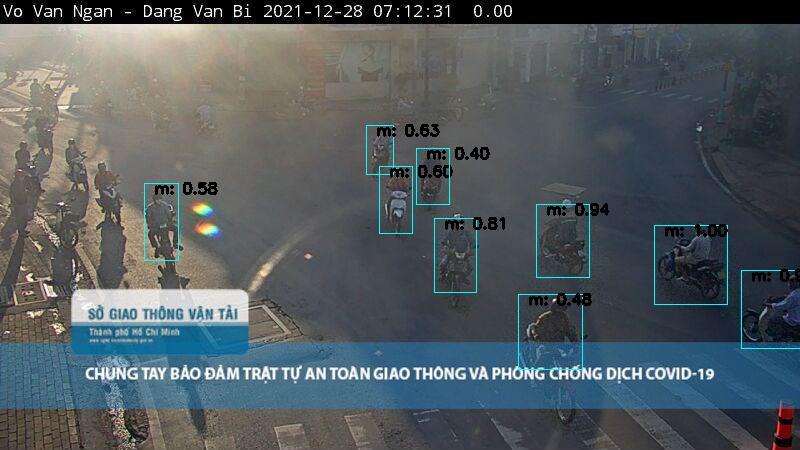 Vo Van Ngan - Dang Van Bi 2021-12-28 07:12:31 0.00
m: 0.63
m: 0.40
m: 0.60
m: 0.58
m: 0.94
m: 0.81
m: 1.00
m: 0.48
SỞ GIAO THÔNG VẬN TẢI
Thành phố Hồ Chí Minh
CHUNG TAY BẢO ĐẢM TRẬT TỰ AN TOÀN GIAO THÔNG VÀ PHÒNG CHỐNG DỊCH COVID-19